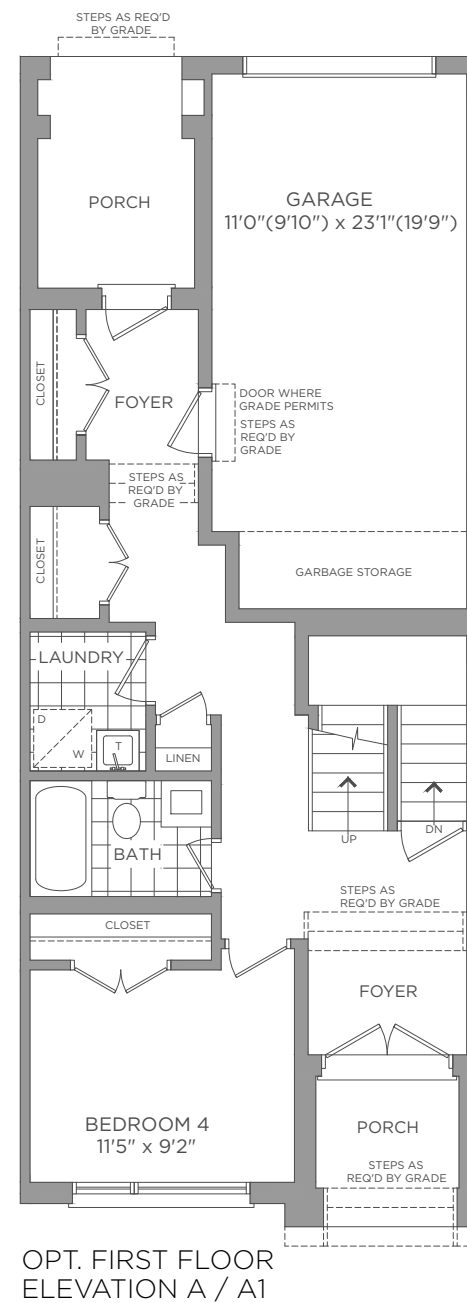 STEPS AS REQ'D
BY GRADE
PORCH
GARAGE
11'0"(9'10") x 23'1"(19'9")
CLOSET
FOYER
DOOR WHERE
GRADE PERMITS
STEPS AS
REQ'D BY
GRADE
STEPS AS
REQ'D BY
GRADE
CLOSET
GARBAGE STORAGE
LAUNDRY
D
W
T
LINEN
BATH
UP
DN
STEPS AS
REQ'D BY GRADE
CLOSET
FOYER
BEDROOM 4
11'5" x 9'2"
PORCH
STEPS AS
REQ'D BY GRADE
OPT. FIRST FLOOR
ELEVATION A / A1